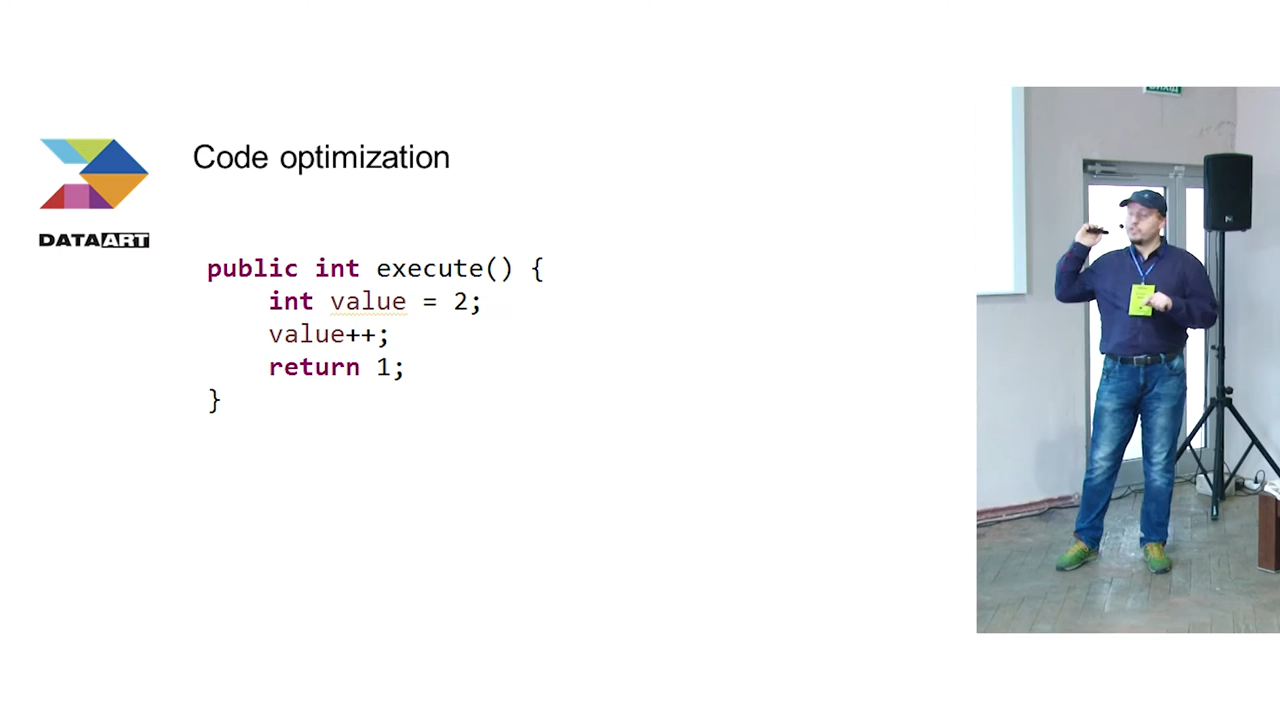 Code optimization
DATAART
public int execute() {
int value = 2;
value++;
return 1;
}